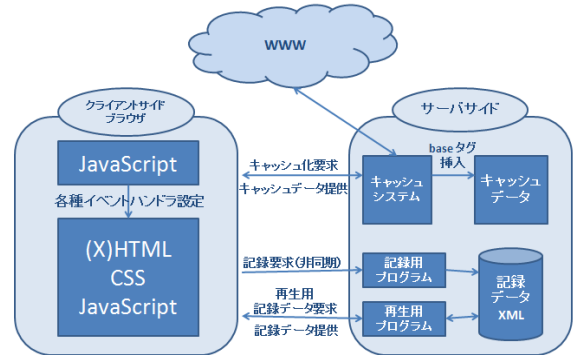 WWW
クライアントサイド
ブラウザ
サーバサイド
JavaScript
各種イベントハンドラ設定
(X)HTML
CSS
JavaScript
キャッシュ化要求
キャッシュデータ提供
キャッシュ
システム
baseタグ
挿入
キャッシュ
データ
記録要求(非同期)
記録用
プログラム
再生用
記録データ要求
記録データ提供
再生用
プログラム
記録
データ
XML